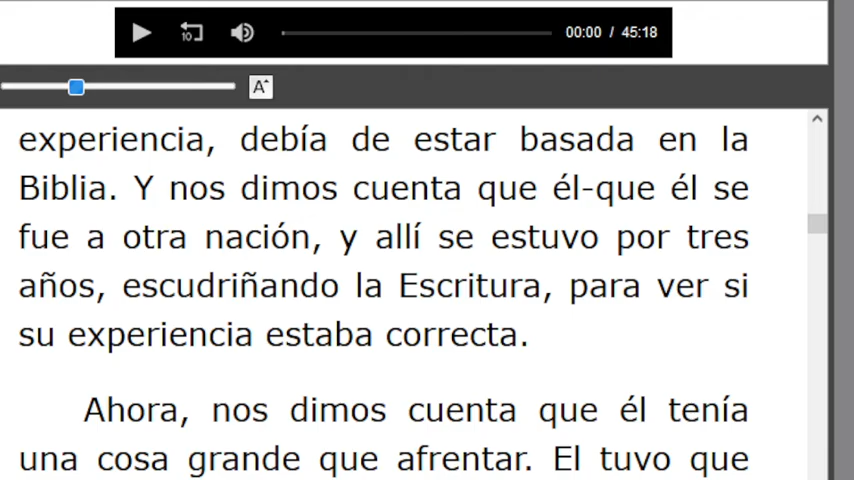 10 00:00 / 45:18
A
experiencia, debía de estar basada en la
Biblia. Y nos dimos cuenta que él-que él se
fue a otra nación, y allí se estuvo por tres
años, escudriñando la Escritura, para ver si
su experiencia estaba correcta.
Ahora, nos dimos cuenta que él tenía
una cosa grande que afrentar. El tuvo que